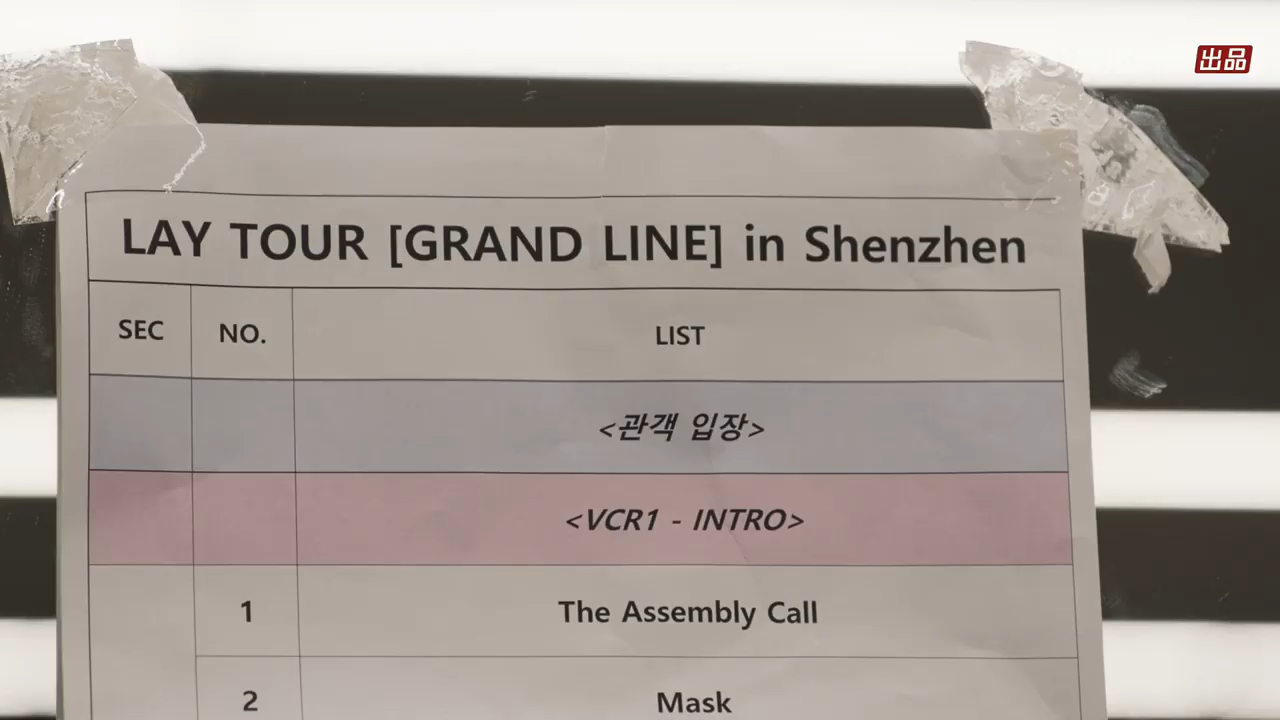 出品
LAY TOUR [GRAND LINE] in Shenzhen
SEC NO. LIST
<관객 입장>
<VCR1 - INTRO>
1 The Assembly Call
2 Mask